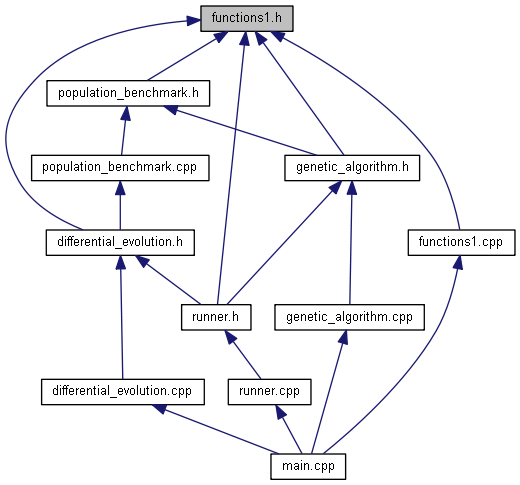 functions1.h
population_benchmark.h
population_benchmark.cpp
genetic_algorithm.h
differential_evolution.h
functions1.cpp
runner.h
genetic_algorithm.cpp
differential_evolution.cpp
runner.cpp
main.cpp